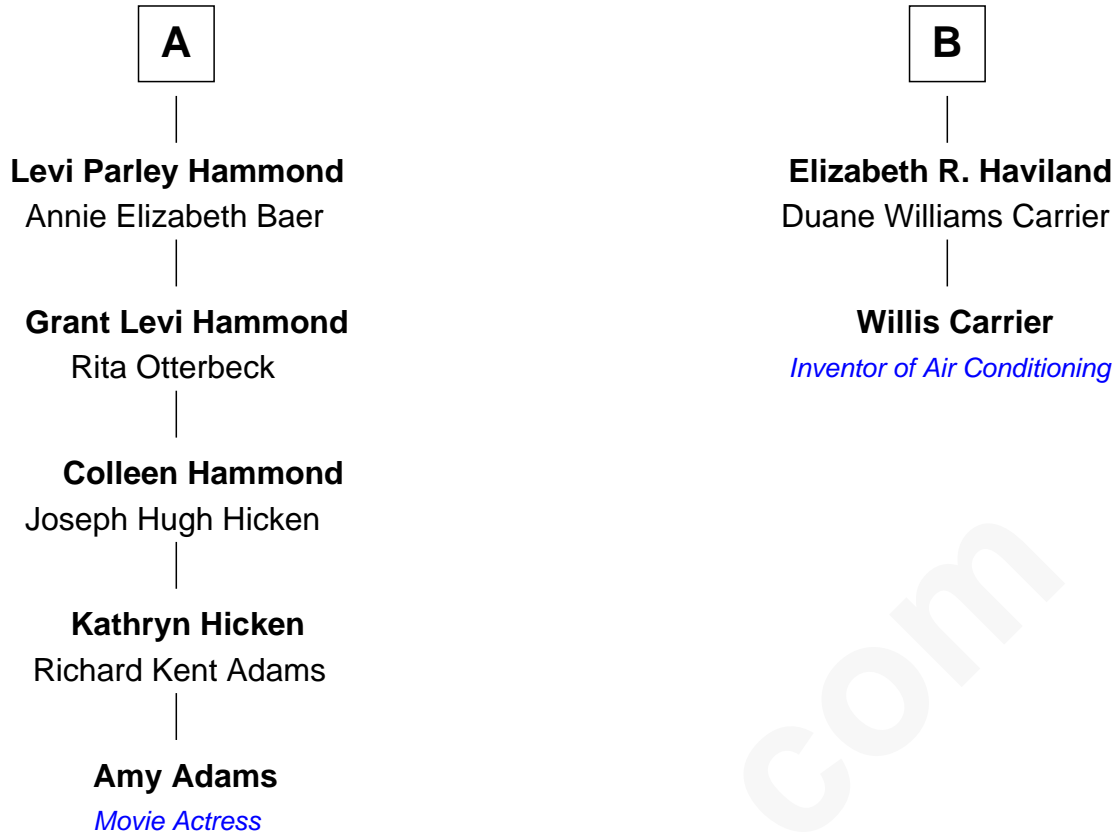 A
Levi Parley Hammond
Annie Elizabeth Baer
Grant Levi Hammond
Rita Otterbeck
Colleen Hammond
Joseph Hugh Hicken
Kathryn Hicken
Richard Kent Adams
Amy Adams
Movie Actress
B
Elizabeth R. Haviland
Duane Williams Carrier
Willis Carrier
Inventor of Air Conditioning
com